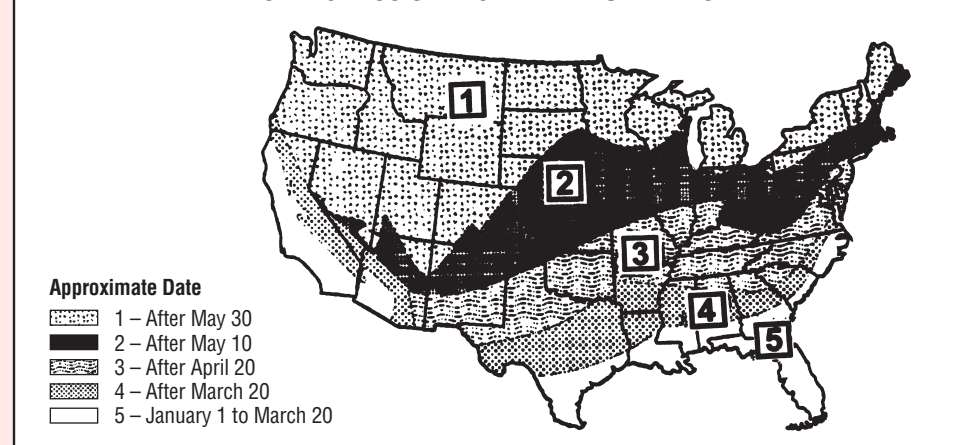 1
2
3
4
5
Approximate Date
1 – After May 30
2 – After May 10
3 – After April 20
4 – After March 20
5 – January 1 to March 20